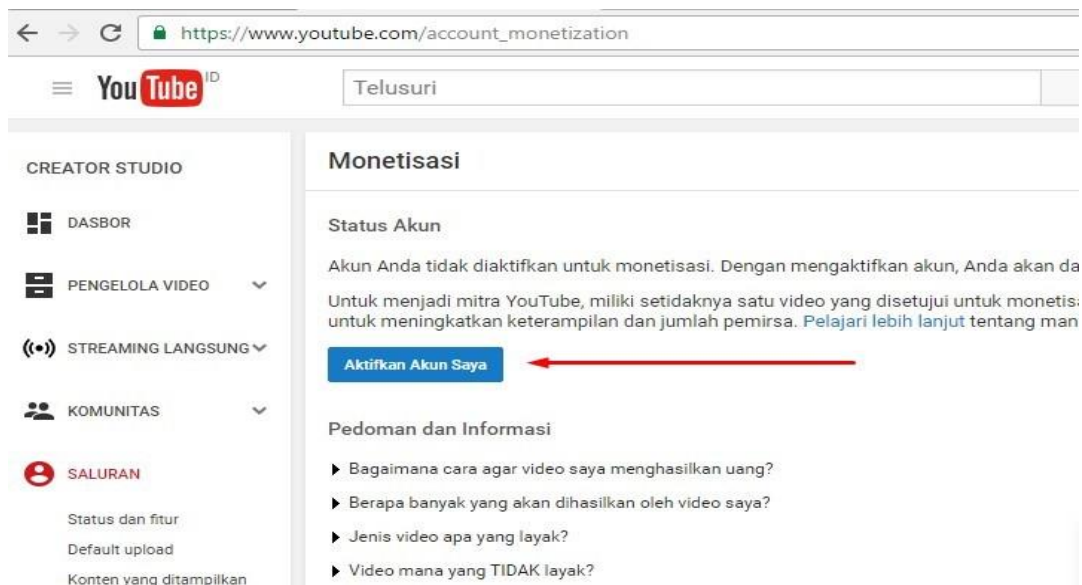 https://www.youtube.com/account_monetization
YouTube ID
Telusuri
CREATOR STUDIO
DASBOR
PENGELOLA VIDEO
STREAMING LANGSUNG
KOMUNITAS
SALURAN
Status dan fitur
Default upload
Konten yang ditampilkan
Monetisasi
Status Akun
Akun Anda tidak diaktifkan untuk monetisasi. Dengan mengaktifkan akun, Anda akan da
Untuk menjadi mitra YouTube, miliki setidaknya satu video yang disetujui untuk monetisa
untuk meningkatkan keterampilan dan jumlah pemirsa. Pelajari lebih lanjut tentang man
Aktifkan Akun Saya
Pedoman dan Informasi
Bagaimana cara agar video saya menghasilkan uang?
Berapa banyak yang akan dihasilkan oleh video saya?
Jenis video apa yang layak?
Video mana yang TIDAK layak?